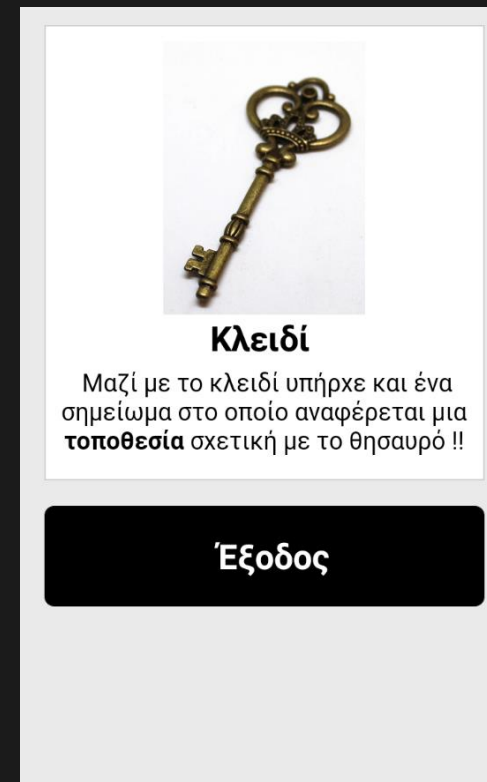 Κλειδί
Μαζί με το κλειδί υπήρχε και ένα
σημείωμα στο οποίο αναφέρεται μια
τοποθεσία σχετική με το θησαυρό !!
Έξοδος